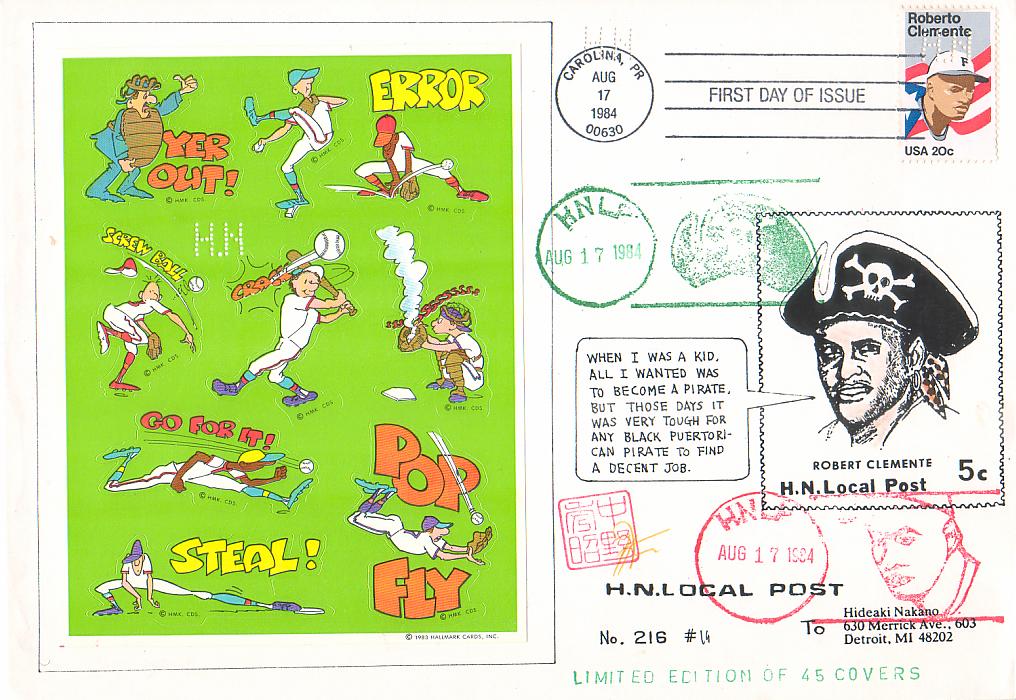 YER
OUT!
© HMK. CDS.
© HMK. CDS.
ERROR
© HMK. CDS.
SCREW BALL
© HMK. CDS.
H.N
CRACK
© HMK. CDS.
© HMK. CDS.
GO FOR IT!
© HMK. CDS.
POP
FLY
© HMK. CDS.
STEAL!
© HMK. CDS.
© 1983 HALLMARK CARDS, INC.
CAROLINA, PR
AUG
17
1984
00630
FIRST DAY OF ISSUE
Roberto
Clemente
H.N
F
USA 20c
HNLP
AUG 17 1984
WHEN I WAS A KID,
ALL I WANTED WAS
TO BECOME A PIRATE,
BUT THOSE DAYS IT
WAS VERY TOUGH FOR
ANY BLACK PUERTORI-
CAN PIRATE TO FIND
A DECENT JOB.
ROBERT CLEMENTE
5c
H.N.Local Post
中野
昭
HNLP
AUG 17 1984
H.N.LOCAL POST
No. 216 #14
To
Hideaki Nakano
630 Merrick Ave., 603
Detroit, MI 48202
LIMITED EDITION OF 45 COVERS